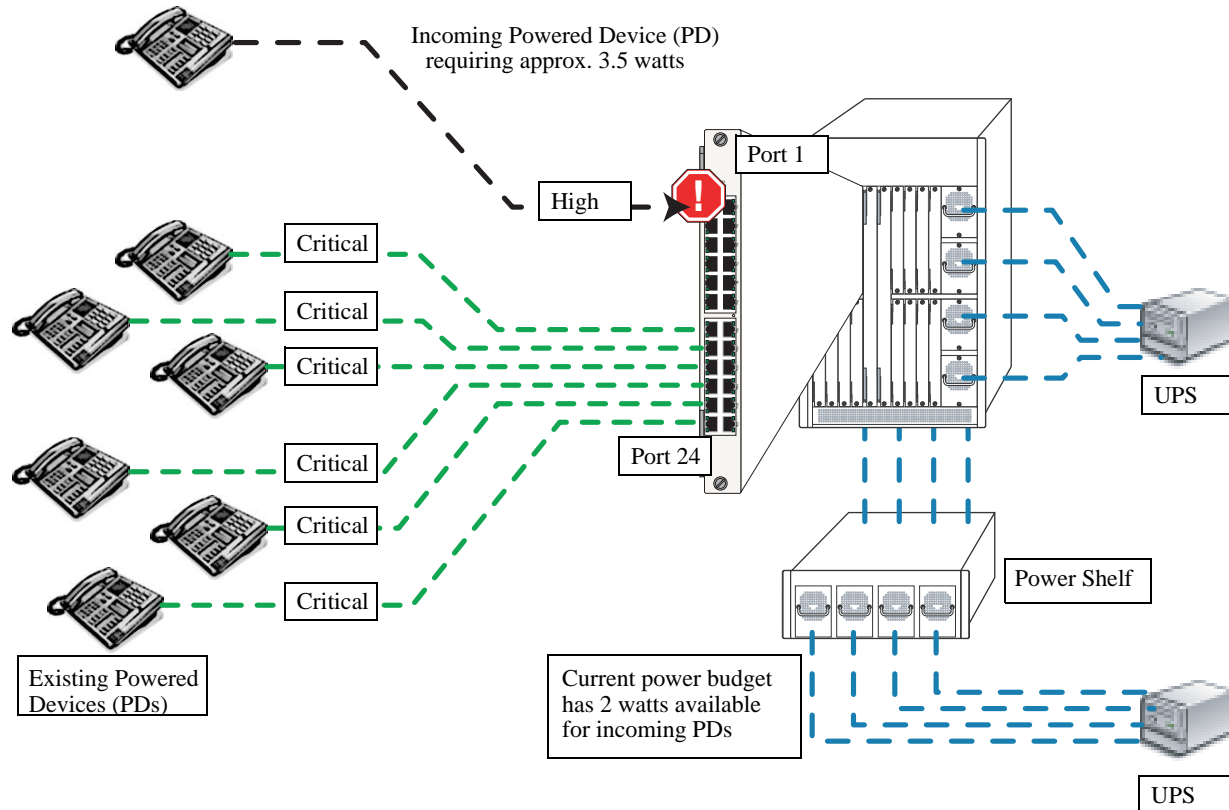 Incoming Powered Device (PD)
requiring approx. 3.5 watts
Port 1
High
Critical
Critical
Critical
Critical
Critical
Critical
Port 24
UPS
Power Shelf
Existing Powered
Devices (PDs)
Current power budget
has 2 watts available
for incoming PDs
UPS